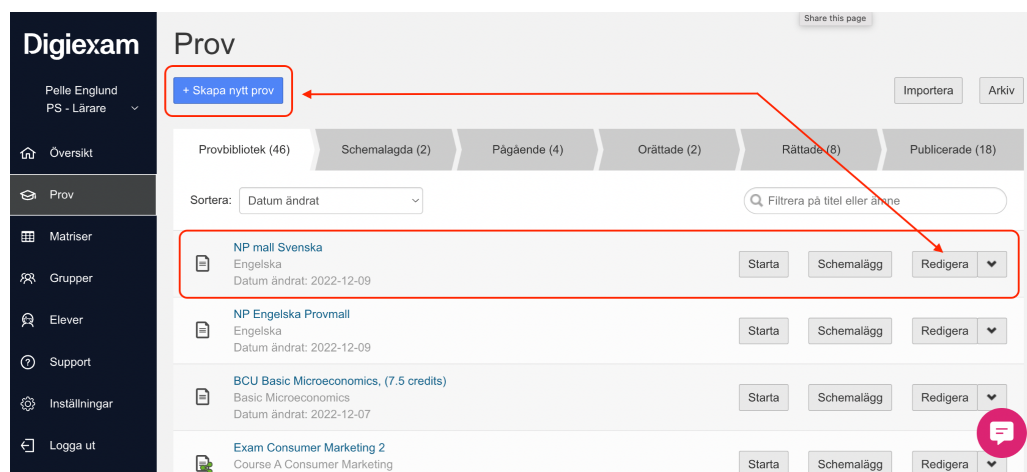 Share this page
Digiexam
Pelle Englund
PS - Lärare
Översikt
Prov
Matriser
Grupper
Elever
Support
Inställningar
Logga ut
Prov
+ Skapa nytt prov
Importera
Arkiv
Provbibliotek (46)
Schemalagda (2)
Pågående (4)
Orättade (2)
Rättade (8)
Publicerade (18)
Sortera:
Datum ändrat
Filtrera på titel eller ämne
NP mall Svenska
Engelska
Datum ändrat: 2022-12-09
Starta
Schemalägg
Redigera
NP Engelska Provmall
Engelska
Datum ändrat: 2022-12-09
Starta
Schemalägg
Redigera
BCU Basic Microeconomics, (7.5 credits)
Basic Microeconomics
Datum ändrat: 2022-12-07
Starta
Schemalägg
Redigera
Exam Consumer Marketing 2
Course A Consumer Marketing
Starta
Schemalägg
Redigera